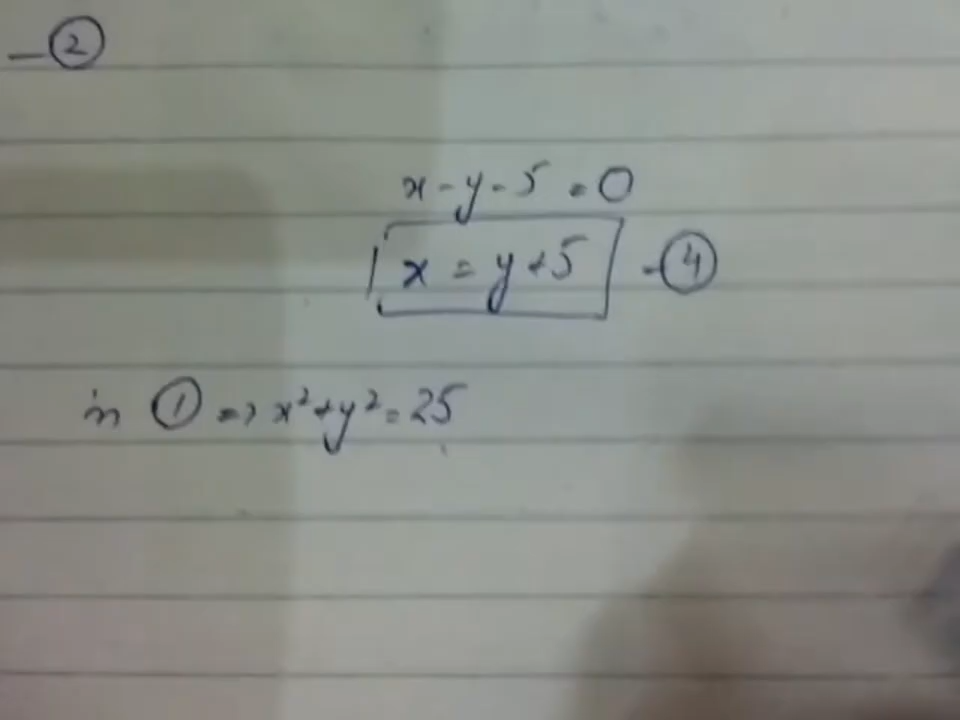 — ②
x - y - 5 = 0
x = y + 5 - ④
in ① => x² + y² = 25